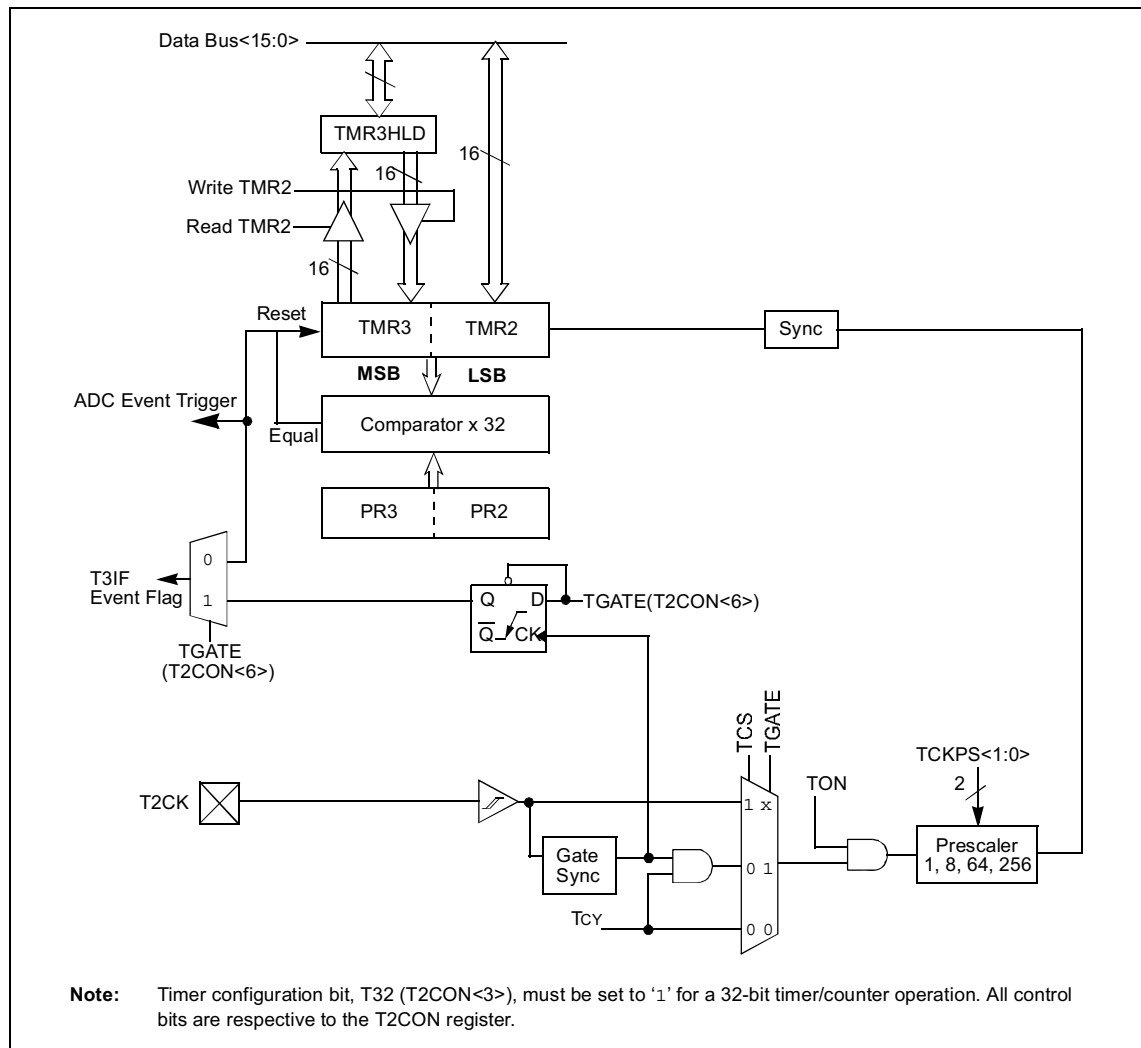 Data Bus<15:0>
TMR3HLD
16
16
Write TMR2
Read TMR2
16
Reset
TMR3
TMR2
Sync
MSB
LSB
ADC Event Trigger
Equal
Comparator x 32
PR3
PR2
0
1
T3IF
Event Flag
Q
D
TGATE(T2CON<6>)
Q
CK
TGATE
(T2CON<6>)
TCS
TGATE
TCKPS<1:0>
2
TON
T2CK
1 x
Gate
Sync
0 1
Prescaler
1, 8, 64, 256
TCY
0 0
Note: Timer configuration bit, T32 (T2CON<3>), must be set to ‘1’ for a 32-bit timer/counter operation. All control
bits are respective to the T2CON register.